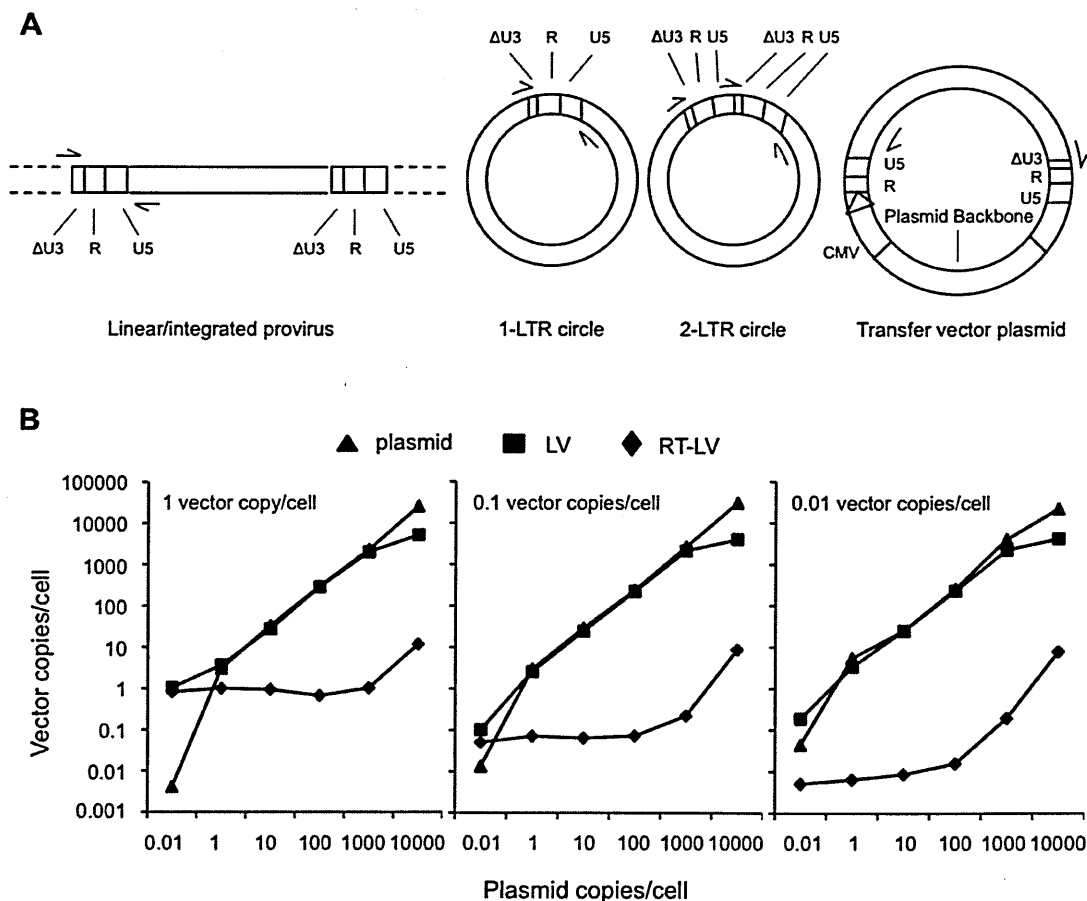 A
ΔU3 R U5
ΔU3 R U5 ΔU3 R U5
ΔU3 R U5 ΔU3 R U5
U5
R
Plasmid Backbone
CMV
ΔU3
R
U5
Linear/integrated provirus
1-LTR circle
2-LTR circle
Transfer vector plasmid
B
plasmid LV RT-LV
Vector copies/cell
100000
10000
1000
100
10
1
0.1
0.01
0.001
1 vector copy/cell
0.1 vector copies/cell
0.01 vector copies/cell
0.01 1 10 100 1000 10000
0.01 1 10 100 1000 10000
0.01 1 10 100 1000 10000
Plasmid copies/cell